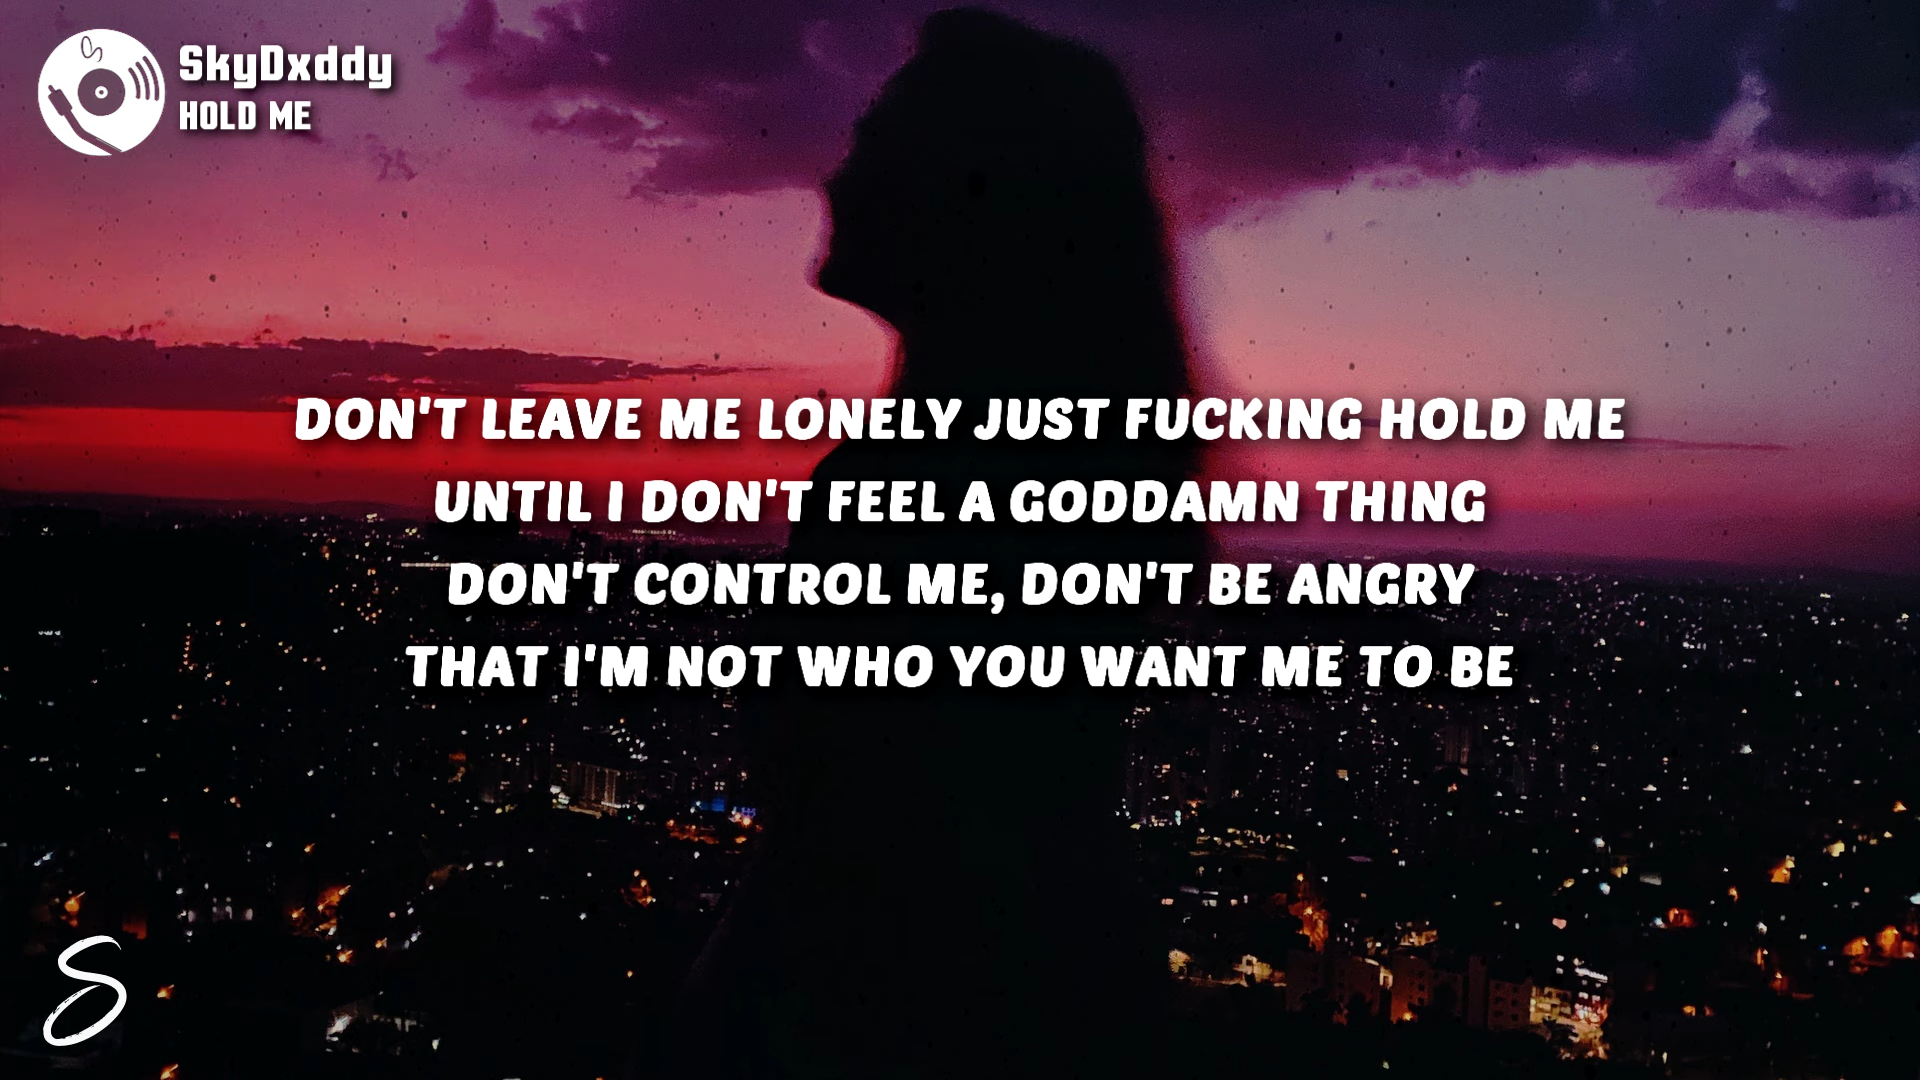 SkyDxddy
HOLD ME
DON'T LEAVE ME LONELY JUST FUCKING HOLD ME
UNTIL I DON'T FEEL A GODDAMN THING
DON'T CONTROL ME, DON'T BE ANGRY
THAT I'M NOT WHO YOU WANT ME TO BE
S